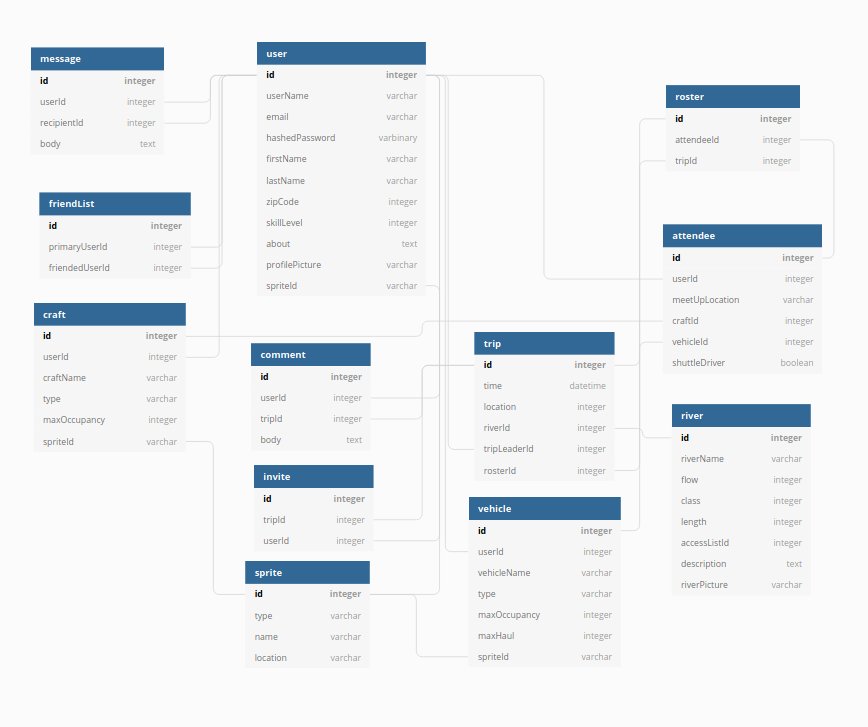 message
id integer
userId integer
recipientId integer
body text
user
id integer
userName varchar
email varchar
hashedPassword varbinary
firstName varchar
lastName varchar
zipCode integer
skillLevel integer
about text
profilePicture varchar
spriteId varchar
roster
id integer
attendeeId integer
tripId integer
friendList
id integer
primaryUserId integer
friendedUserId integer
attendee
id integer
userId integer
meetUpLocation varchar
craftId integer
vehicleId integer
shuttleDriver boolean
craft
id integer
userId integer
craftName varchar
type varchar
maxOccupancy integer
spriteId varchar
comment
id integer
userId integer
tripId integer
body text
trip
id integer
time datetime
location integer
riverId integer
tripLeaderId integer
rosterId integer
river
id integer
riverName varchar
flow integer
class integer
length integer
accessListId integer
description text
riverPicture varchar
invite
id integer
tripId integer
userId integer
vehicle
id integer
userId integer
vehicleName varchar
type varchar
maxOccupancy integer
maxHaul integer
spriteId varchar
sprite
id integer
type varchar
name varchar
location varchar